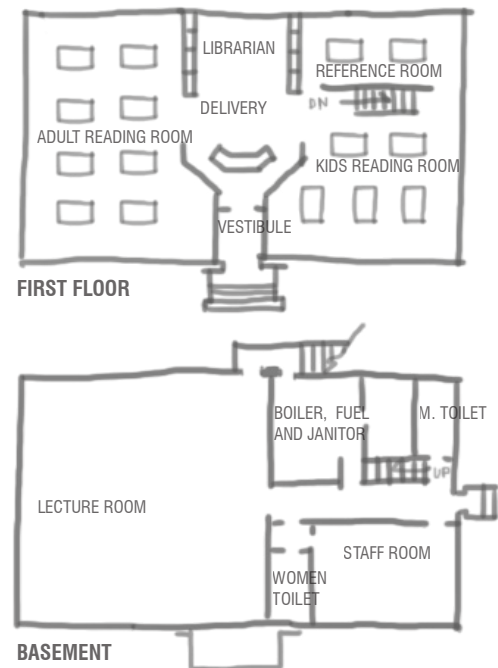 LIBRARIAN
REFERENCE ROOM
DELIVERY
DN
ADULT READING ROOM
KIDS READING ROOM
VESTIBULE
FIRST FLOOR
BOILER, FUEL
AND JANITOR
M. TOILET
UP
LECTURE ROOM
STAFF ROOM
WOMEN
TOILET
BASEMENT